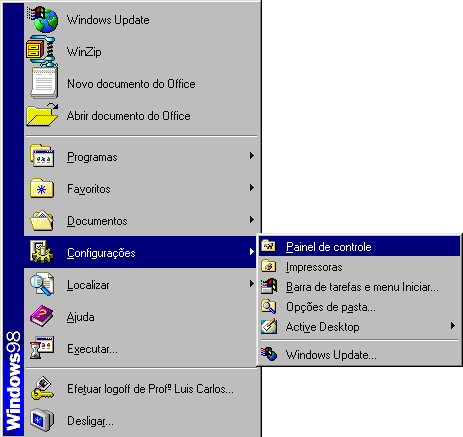 Windows Update
WinZip
Novo documento do Office
Abrir documento do Office
Programas
Favoritos
Documentos
Configurações
Localizar
Ajuda
Executar...
Efetuar logoff de Profº Luis Carlos...
Desligar...
Windows98
Painel de controle
Impressoras
Barra de tarefas e menu Iniciar...
Opções de pasta...
Active Desktop
Windows Update...